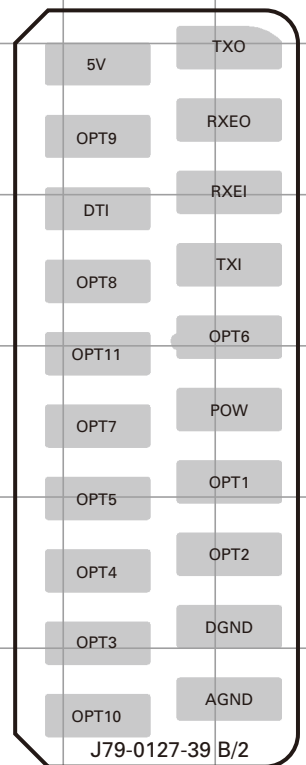 TXO
5V
RXEO
OPT9
RXEI
DTI
TXI
OPT8
OPT6
OPT11
POW
OPT7
OPT1
OPT5
OPT2
OPT4
DGND
OPT3
AGND
OPT10
J79-0127-39 B/2